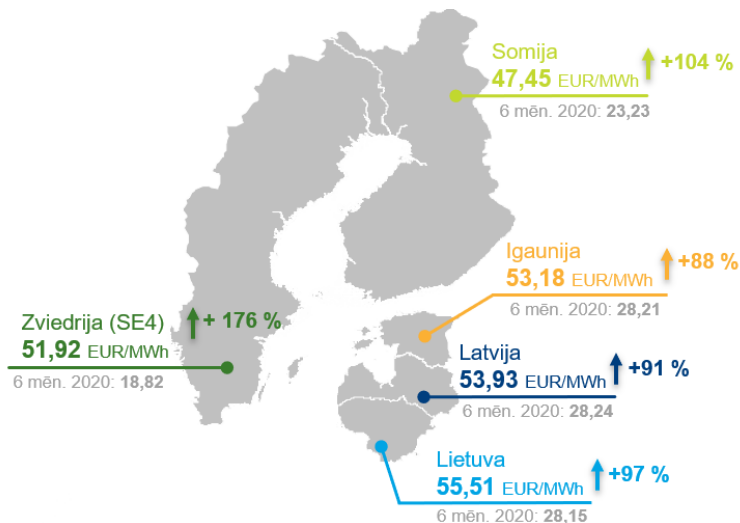 Somija
47,45 EUR/MWh
+104 %
6 mēn. 2020: 23,23
Igaunija
53,18 EUR/MWh
+88 %
6 mēn. 2020: 28,21
Zviedrija (SE4)
51,92 EUR/MWh
+ 176 %
6 mēn. 2020: 18,82
Latvija
53,93 EUR/MWh
+91 %
6 mēn. 2020: 28,24
Lietuva
55,51 EUR/MWh
+97 %
6 mēn. 2020: 28,15